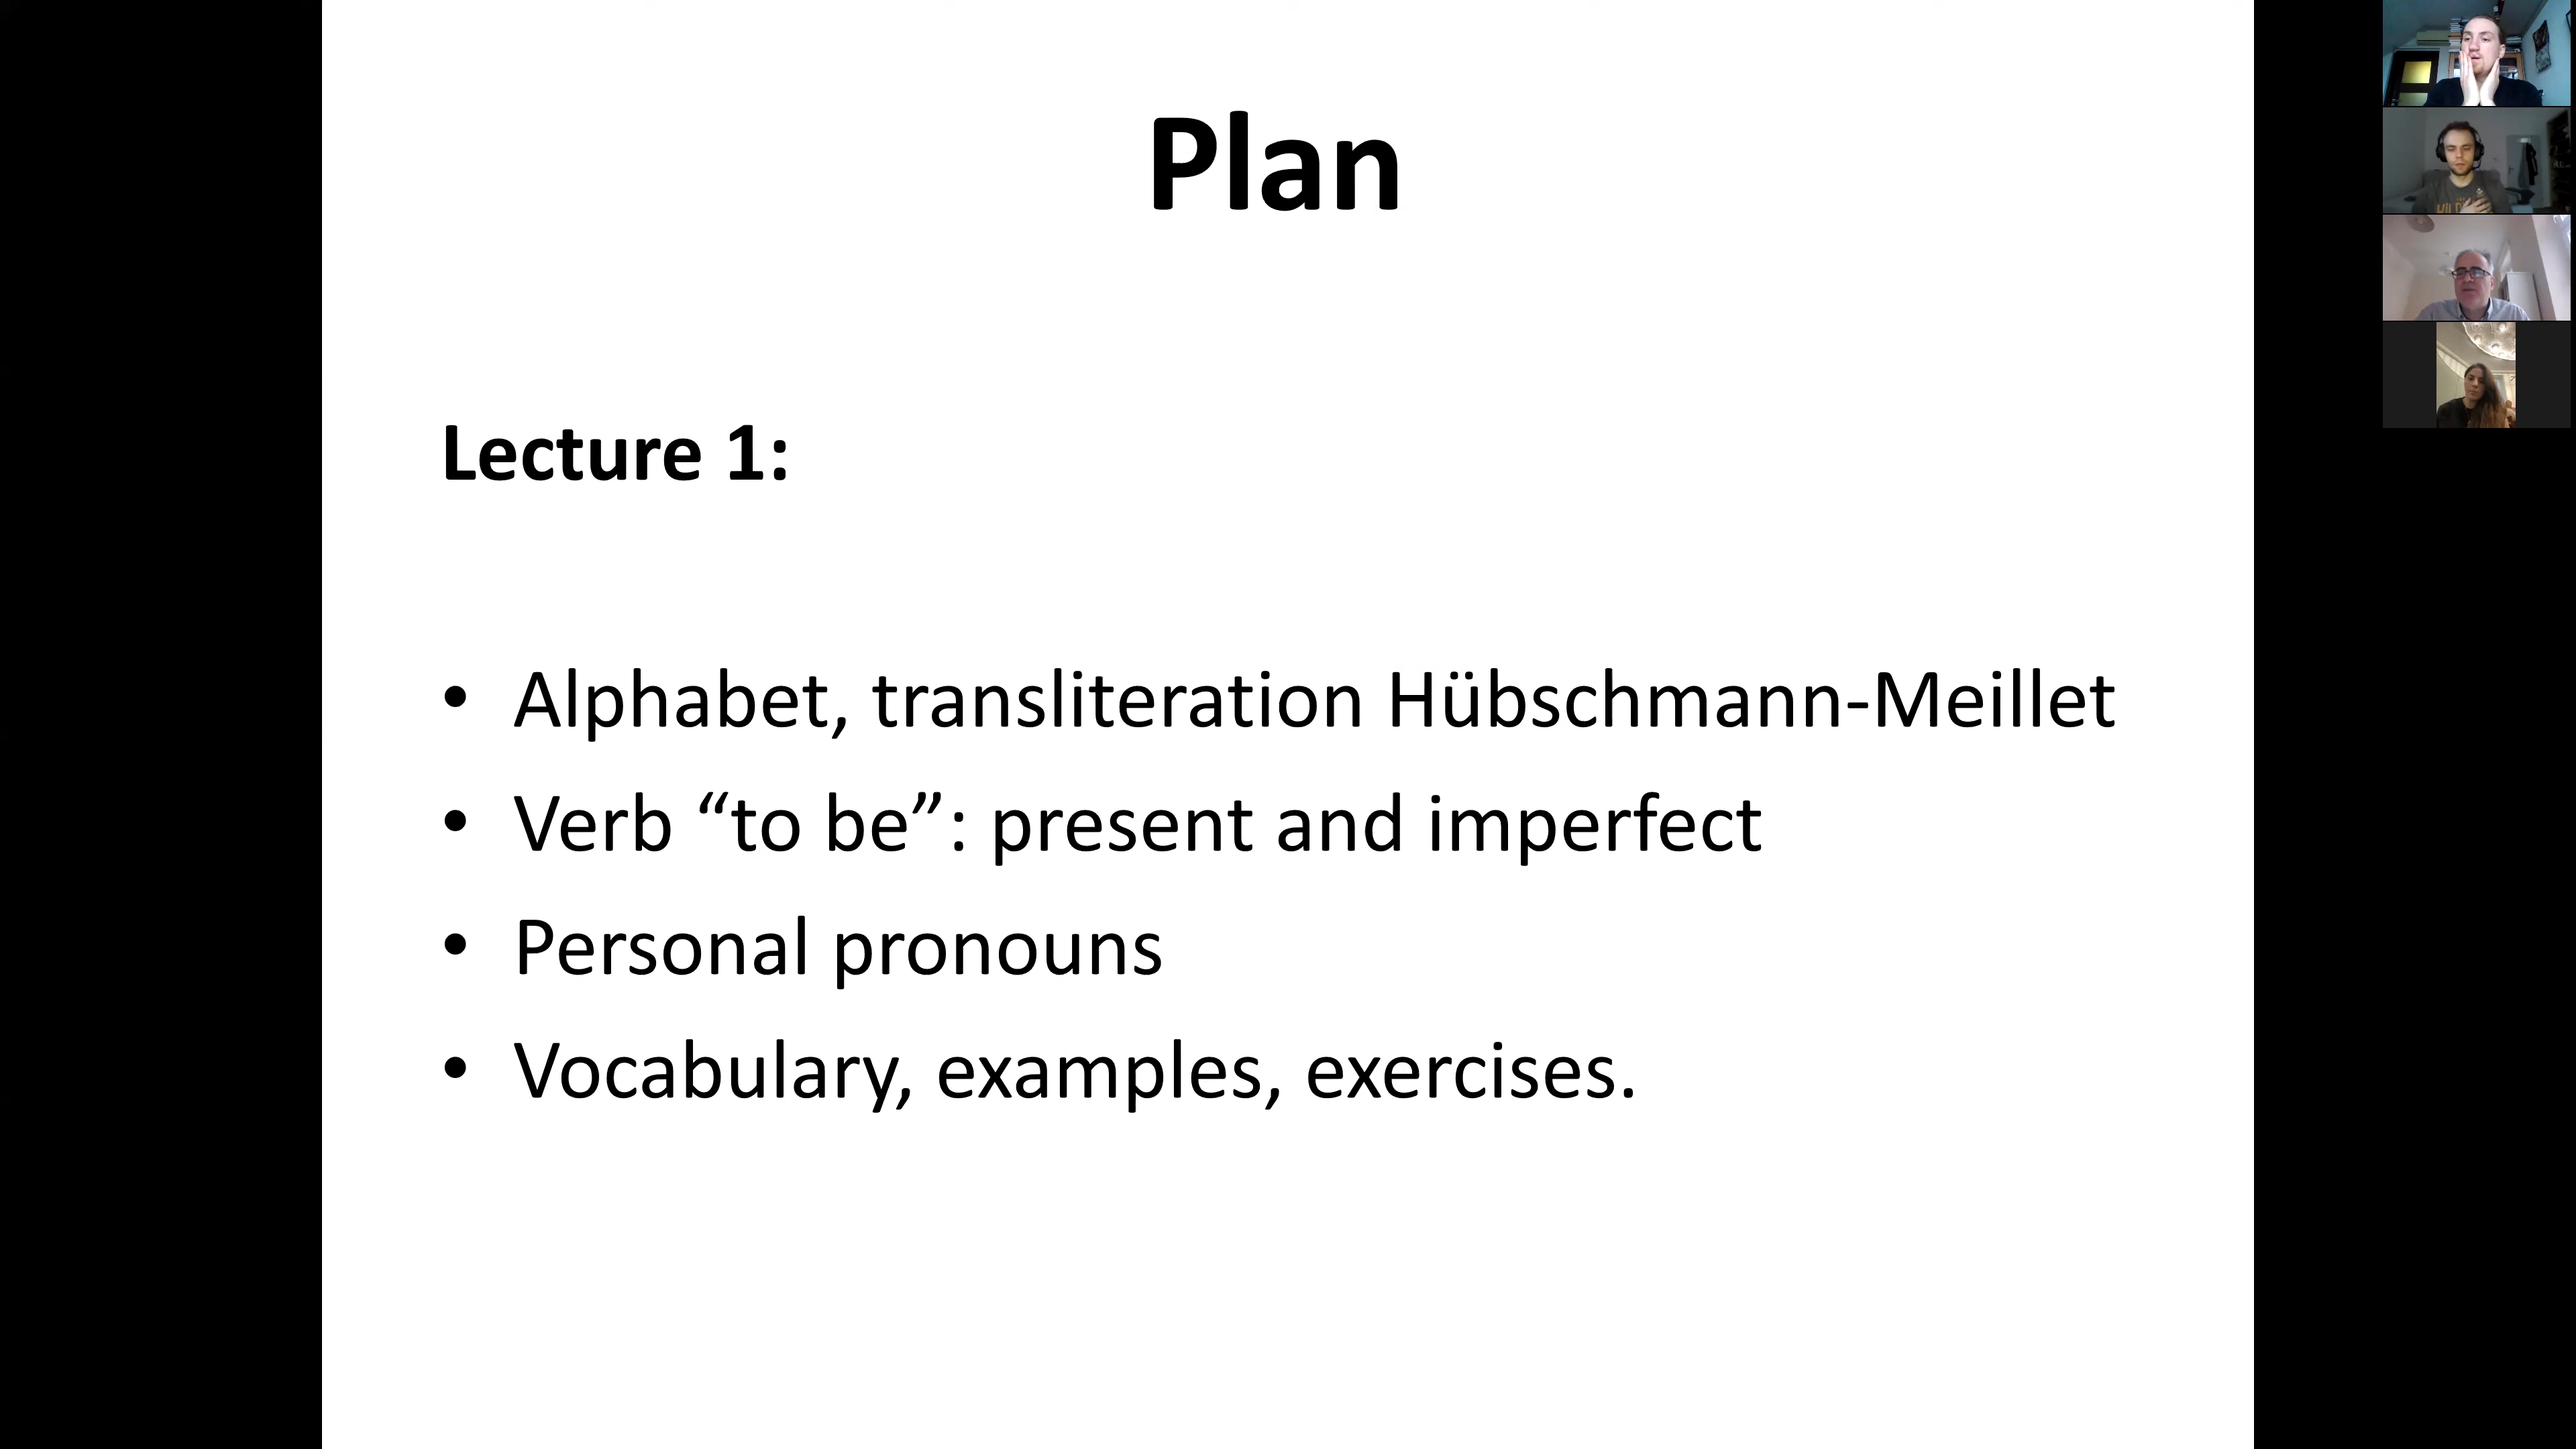 Plan
Lecture 1:
• Alphabet, transliteration Hübschmann-Meillet
• Verb “to be”: present and imperfect
• Personal pronouns
• Vocabulary, examples, exercises.